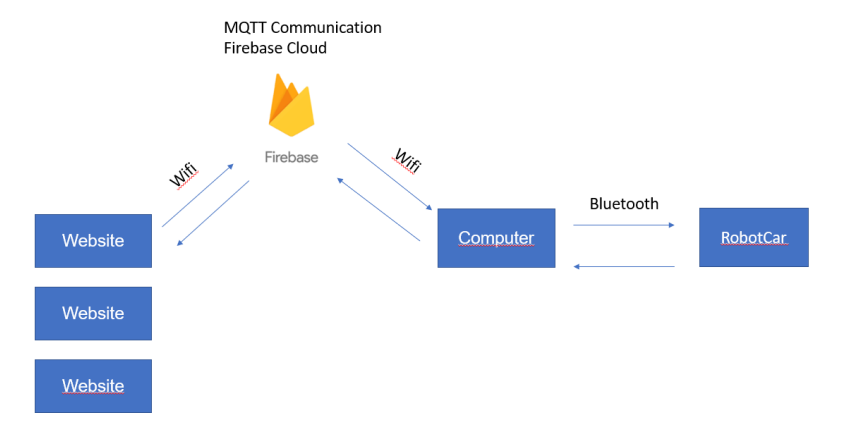 MQTT Communication
Firebase Cloud
Firebase
Wifi
Wifi
Bluetooth
Website
Computer
RobotCar
Website
Website